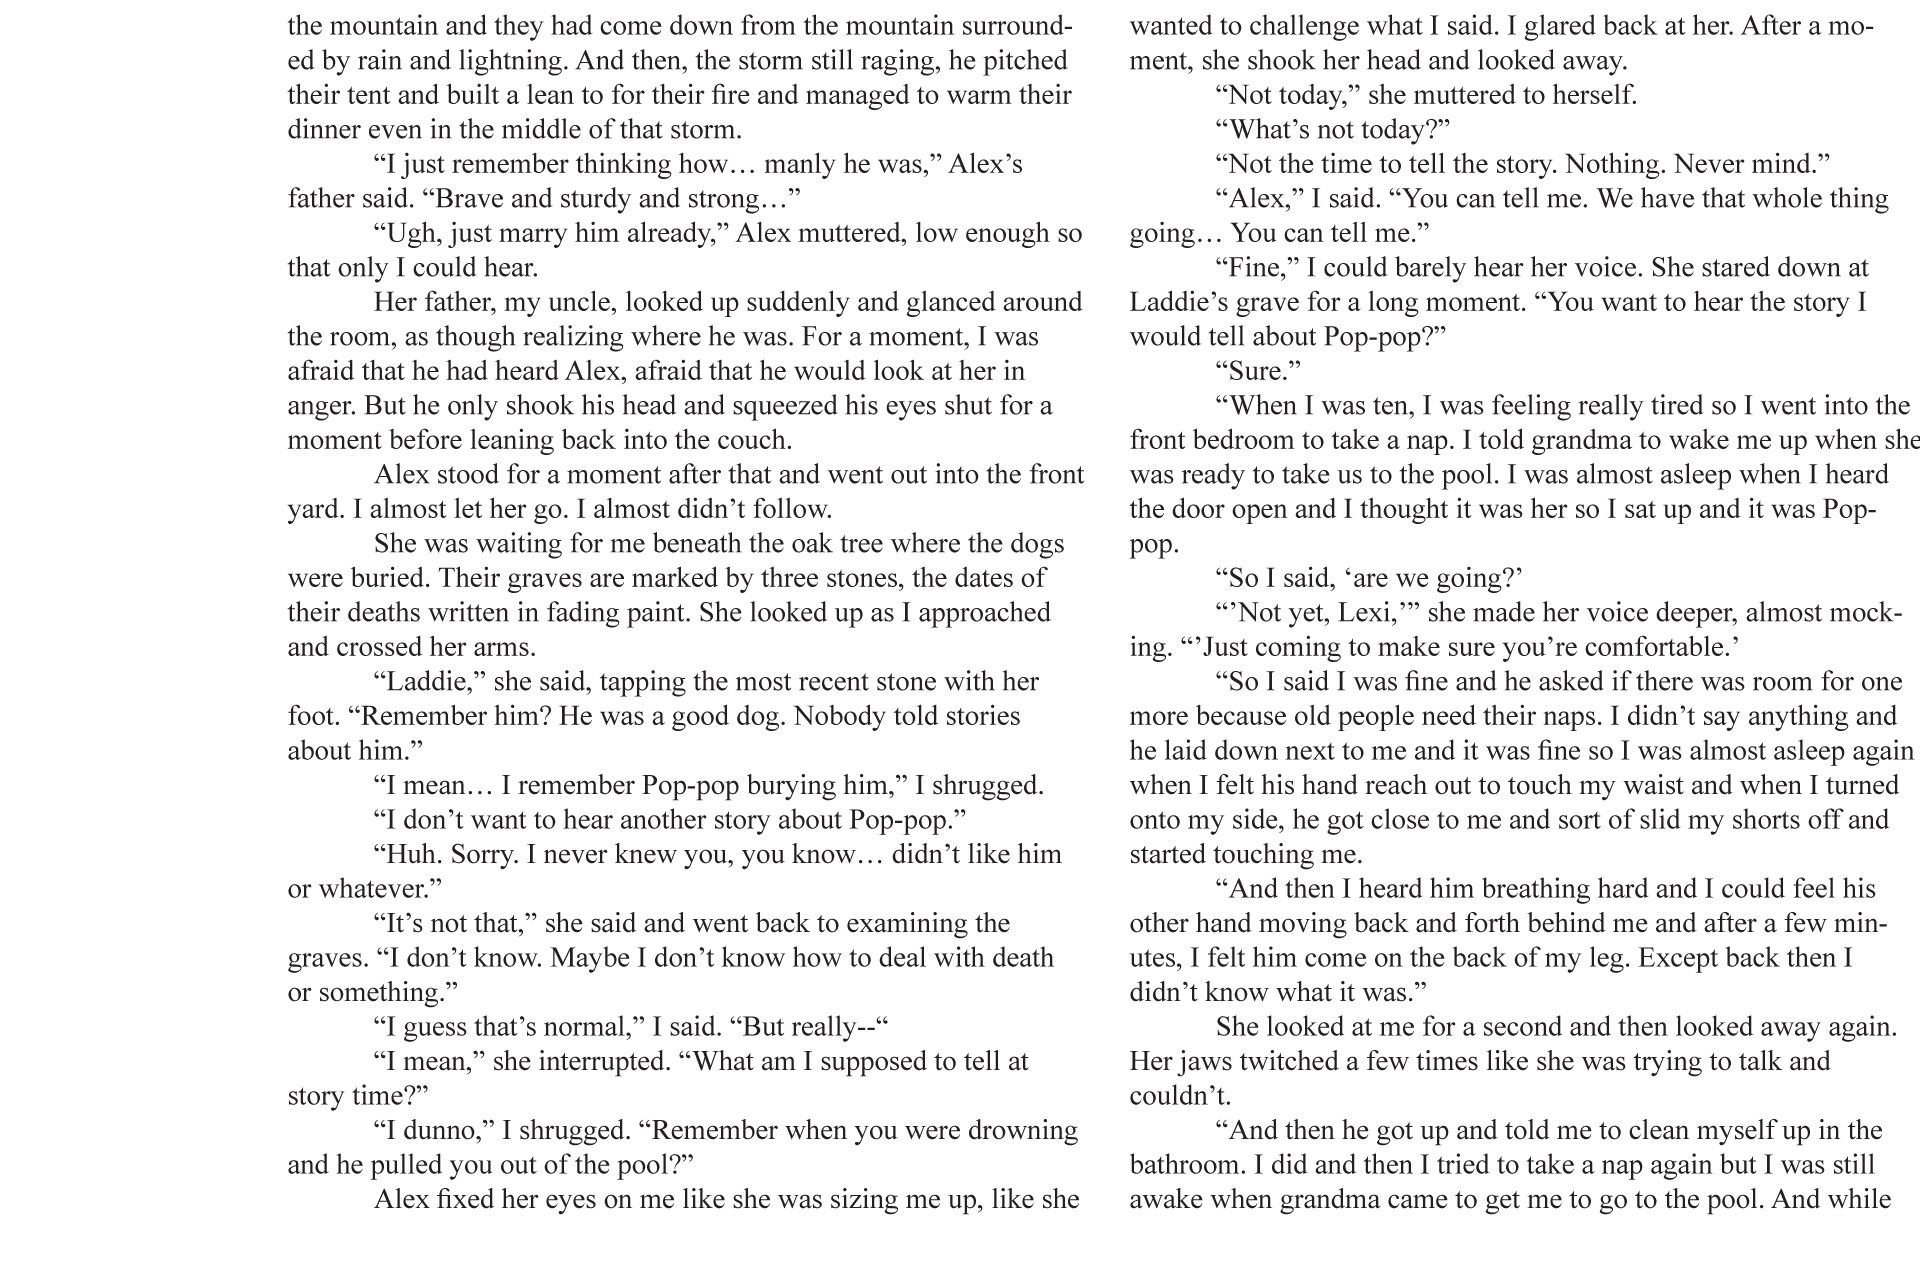 the mountain and they had come down from the mountain surround-
ed by rain and lightning. And then, the storm still raging, he pitched
their tent and built a lean to for their fire and managed to warm their
dinner even in the middle of that storm.
“I just remember thinking how… manly he was,” Alex’s
father said. “Brave and sturdy and strong…”
“Ugh, just marry him already,” Alex muttered, low enough so
that only I could hear.
Her father, my uncle, looked up suddenly and glanced around
the room, as though realizing where he was. For a moment, I was
afraid that he had heard Alex, afraid that he would look at her in
anger. But he only shook his head and squeezed his eyes shut for a
moment before leaning back into the couch.
Alex stood for a moment after that and went out into the front
yard. I almost let her go. I almost didn’t follow.
She was waiting for me beneath the oak tree where the dogs
were buried. Their graves are marked by three stones, the dates of
their deaths written in fading paint. She looked up as I approached
and crossed her arms.
“Laddie,” she said, tapping the most recent stone with her
foot. “Remember him? He was a good dog. Nobody told stories
about him.”
“I mean… I remember Pop-pop burying him,” I shrugged.
“I don’t want to hear another story about Pop-pop.”
“Huh. Sorry. I never knew you, you know… didn’t like him
or whatever.”
“It’s not that,” she said and went back to examining the
graves. “I don’t know. Maybe I don’t know how to deal with death
or something.”
“I guess that’s normal,” I said. “But really--“
“I mean,” she interrupted. “What am I supposed to tell at
story time?”
“I dunno,” I shrugged. “Remember when you were drowning
and he pulled you out of the pool?”
Alex fixed her eyes on me like she was sizing me up, like she
wanted to challenge what I said. I glared back at her. After a mo-
ment, she shook her head and looked away.
“Not today,” she muttered to herself.
“What’s not today?”
“Not the time to tell the story. Nothing. Never mind.”
“Alex,” I said. “You can tell me. We have that whole thing
going… You can tell me.”
“Fine,” I could barely hear her voice. She stared down at
Laddie’s grave for a long moment. “You want to hear the story I
would tell about Pop-pop?”
“Sure.”
“When I was ten, I was feeling really tired so I went into the
front bedroom to take a nap. I told grandma to wake me up when she
was ready to take us to the pool. I was almost asleep when I heard
the door open and I thought it was her so I sat up and it was Pop-
pop.
“So I said, ‘are we going?’
“’Not yet, Lexi,’” she made her voice deeper, almost mock-
ing. “’Just coming to make sure you’re comfortable.’
“So I said I was fine and he asked if there was room for one
more because old people need their naps. I didn’t say anything and
he laid down next to me and it was fine so I was almost asleep again
when I felt his hand reach out to touch my waist and when I turned
onto my side, he got close to me and sort of slid my shorts off and
started touching me.
“And then I heard him breathing hard and I could feel his
other hand moving back and forth behind me and after a few min-
utes, I felt him come on the back of my leg. Except back then I
didn’t know what it was.”
She looked at me for a second and then looked away again.
Her jaws twitched a few times like she was trying to talk and
couldn’t.
“And then he got up and told me to clean myself up in the
bathroom. I did and then I tried to take a nap again but I was still
awake when grandma came to get me to go to the pool. And while